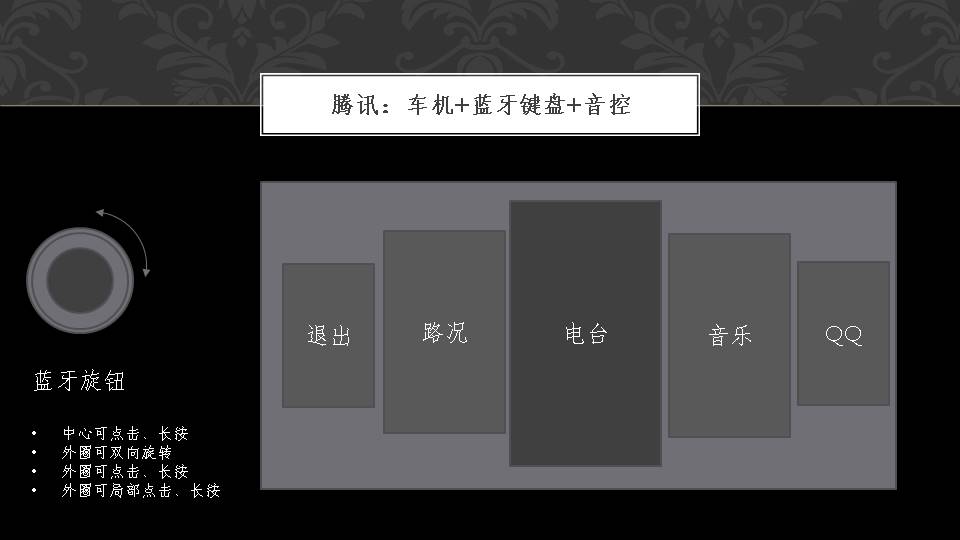 腾讯：车机+蓝牙键盘+音控
退出
路况
电台
音乐
QQ
蓝牙旋钮
• 中心可点击、长按
• 外圈可双向旋转
• 外圈可点击、长按
• 外圈可局部点击、长按